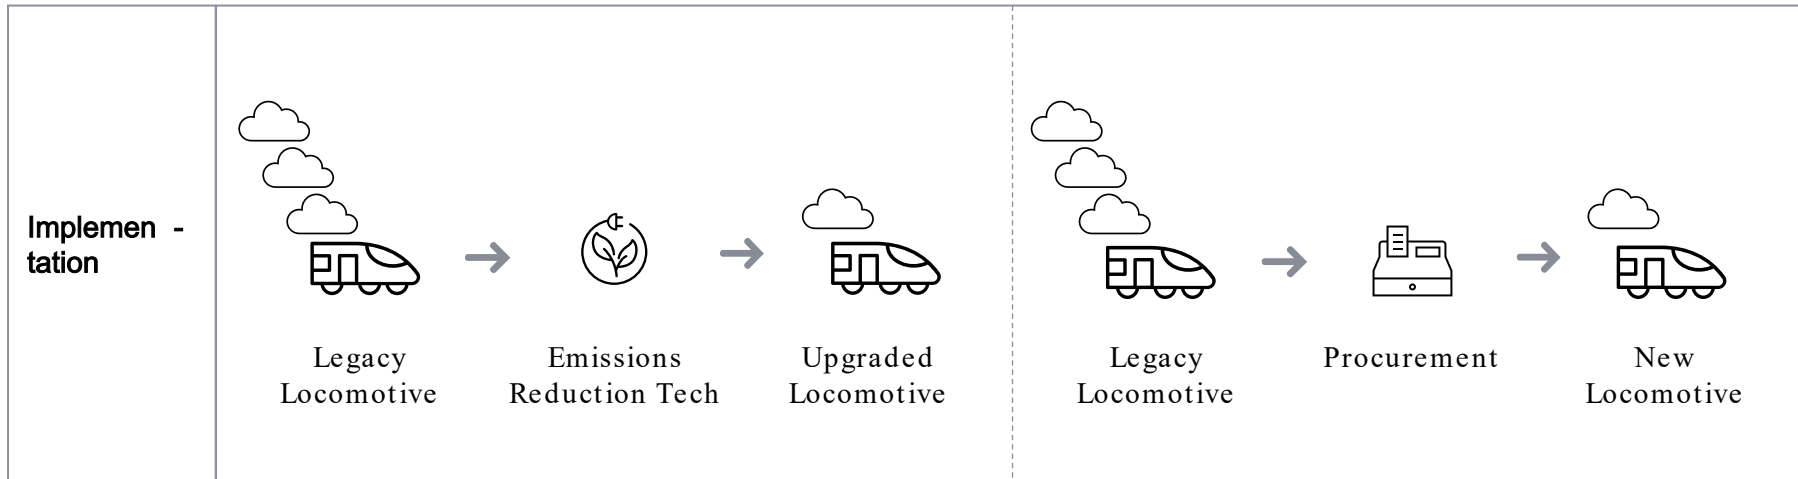 Implemen -
tation
Legacy
Locomotive
Emissions
Reduction Tech
Upgraded
Locomotive
Legacy
Locomotive
Procurement
New
Locomotive